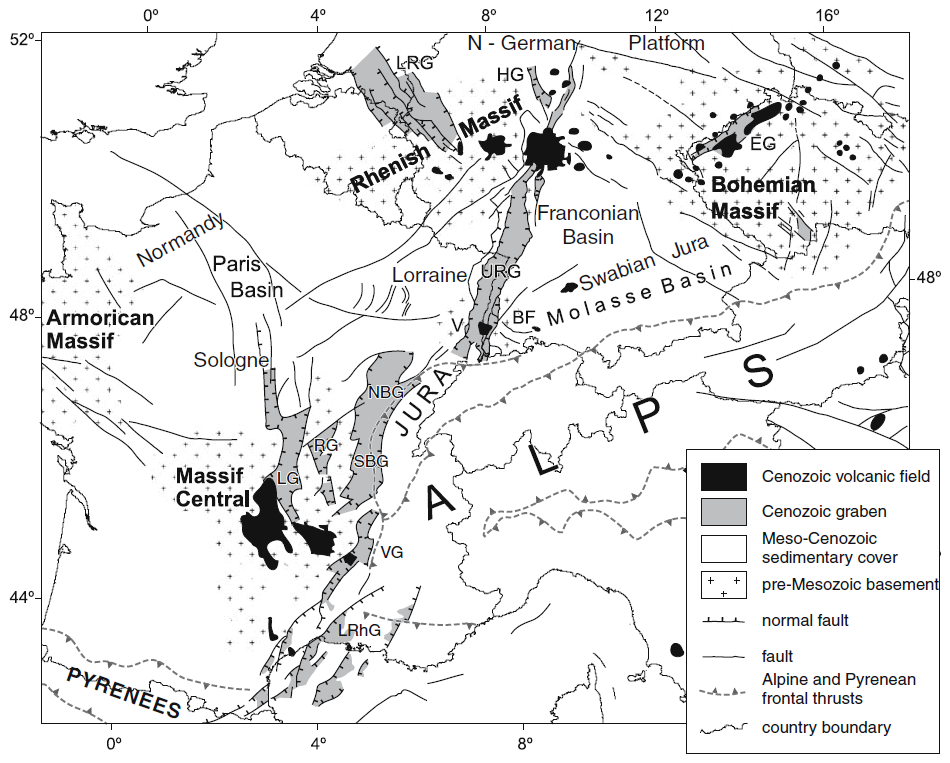 0º 4º 8º 12º 16º
52º
N - German Platform
LRG
HG
Rhenish Massif
EG
Bohemian
Massif
Franconian
Basin
Normandy
Paris
Basin
Lorraine
URG
Swabian Jura
Molasse Basin
48º
48º
Armorican
Massif
V
BF
Sologne
NBG
JURA
ALPS
RG
SBG
LG
Massif
Central
VG
44º
LRhG
PYRENEES
0º 4º 8º
Cenozoic volcanic field
Cenozoic graben
Meso-Cenozoic
sedimentary cover
pre-Mesozoic basement
normal fault
fault
Alpine and Pyrenean
frontal thrusts
country boundary